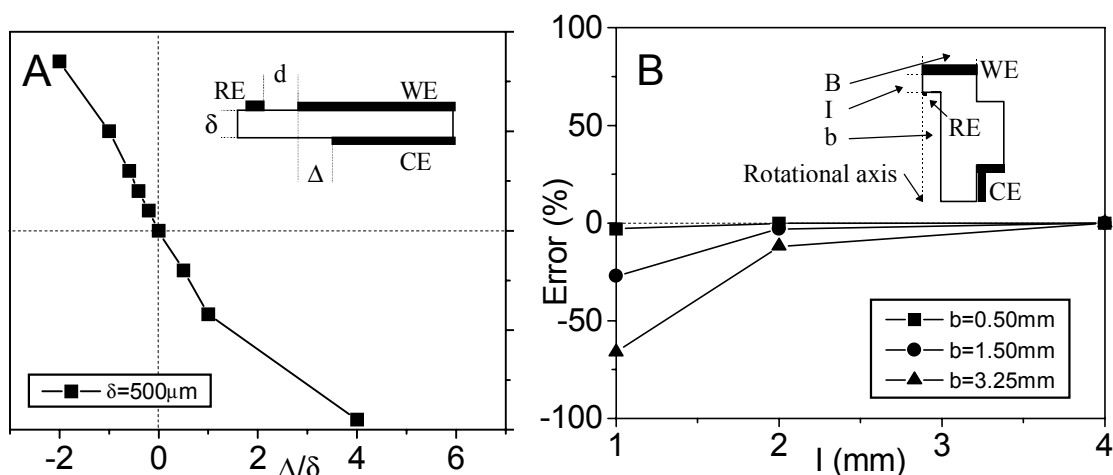 A
d
RE
WE
δ
CE
Δ
δ=500μm
-2
0
2
4
6
Δ/δ
B
100
50
0
-50
-100
Error (%)
B
WE
I
RE
b
Rotational axis
CE
b=0.50mm
b=1.50mm
b=3.25mm
1
2
3
4
I (mm)